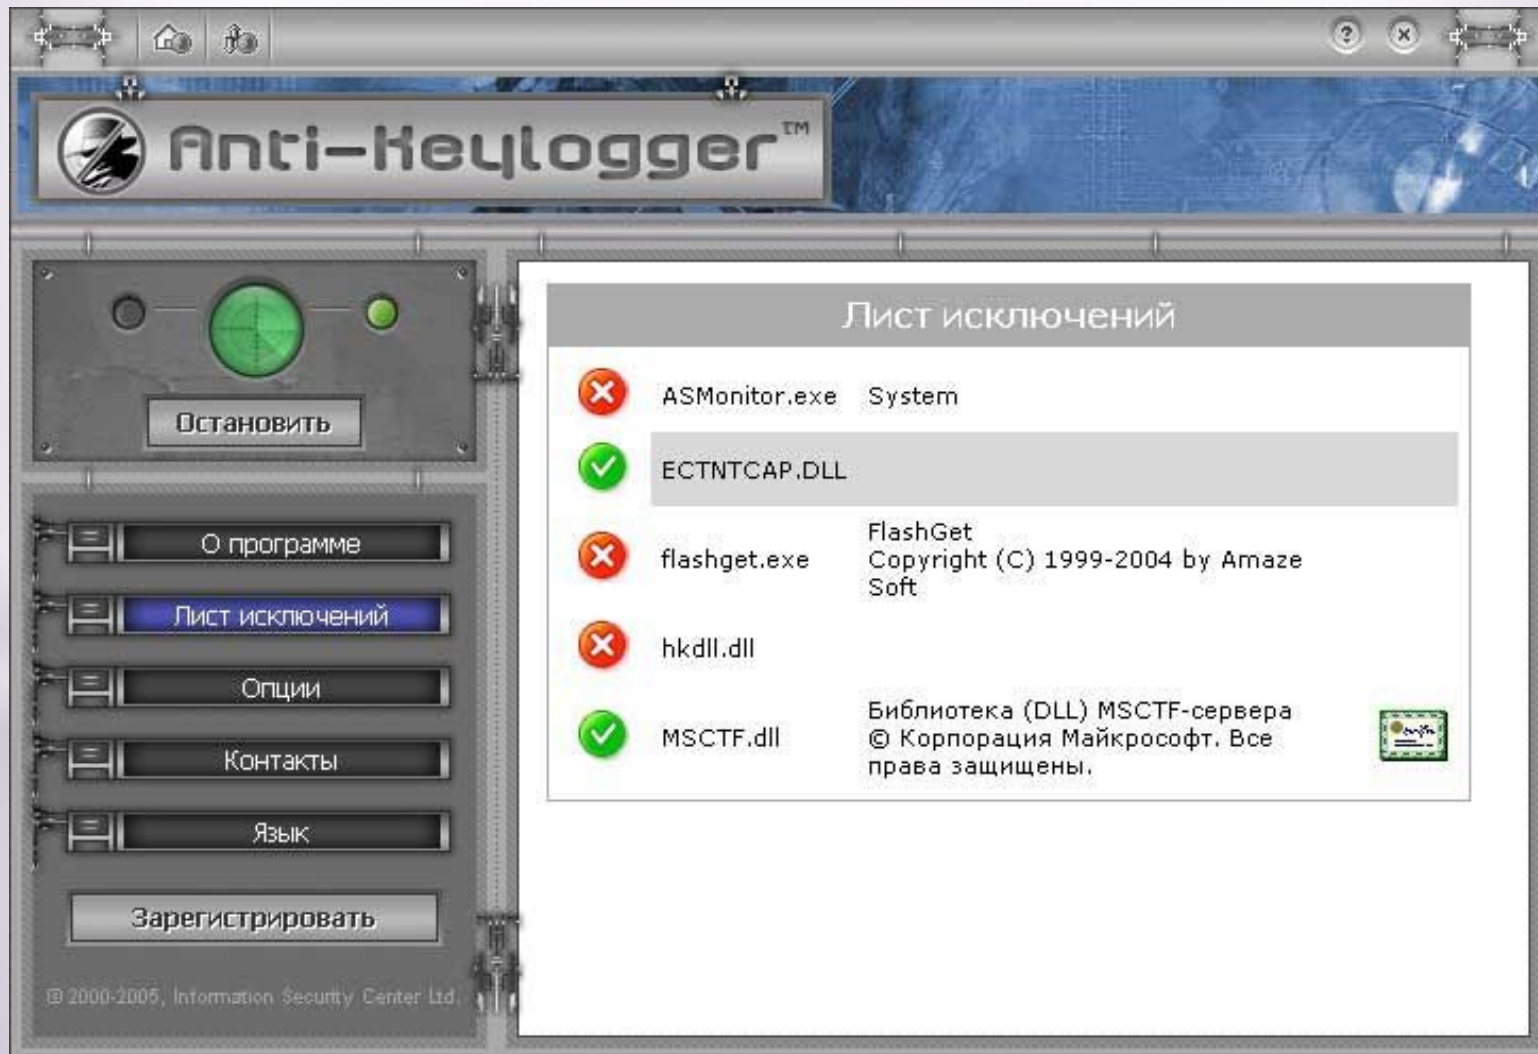 Anti-Keylogger™
Остановить
О программе
Лист исключений
Опции
Контакты
Язык
Зарегистрировать
© 2000-2005, Information Security Center Ltd.
Лист исключений
ASMonitor.exe System
ECTNTCAP.DLL
flashget.exe
FlashGet
Copyright (C) 1999-2004 by Amaze
Soft
hkdll.dll
MSCTF.dll
Библиотека (DLL) MSCTF-сервера
© Корпорация Майкрософт. Все
права защищены.